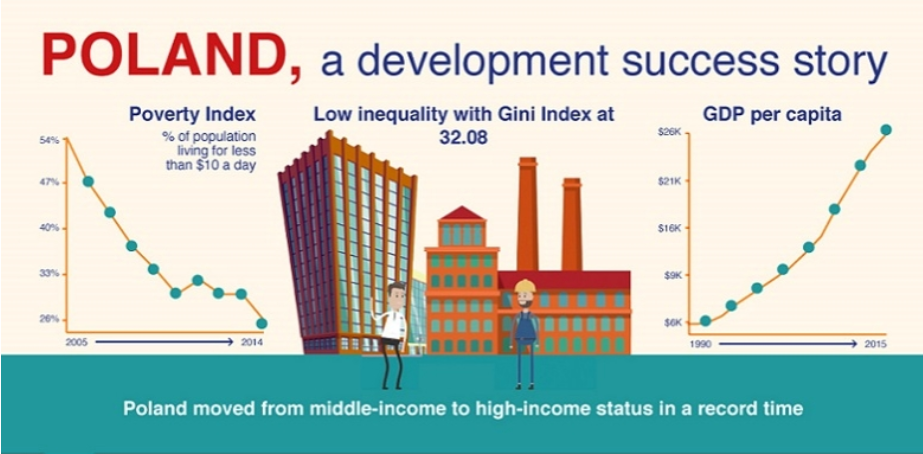 POLAND, a development success story
Poverty Index
% of population
living for less
than $10 a day
54%
47%
40%
33%
26%
2005
2014
Low inequality with Gini Index at
32.08
GDP per capita
$26K
$21K
$16K
$9K
$6K
1990
2015
Poland moved from middle-income to high-income status in a record time